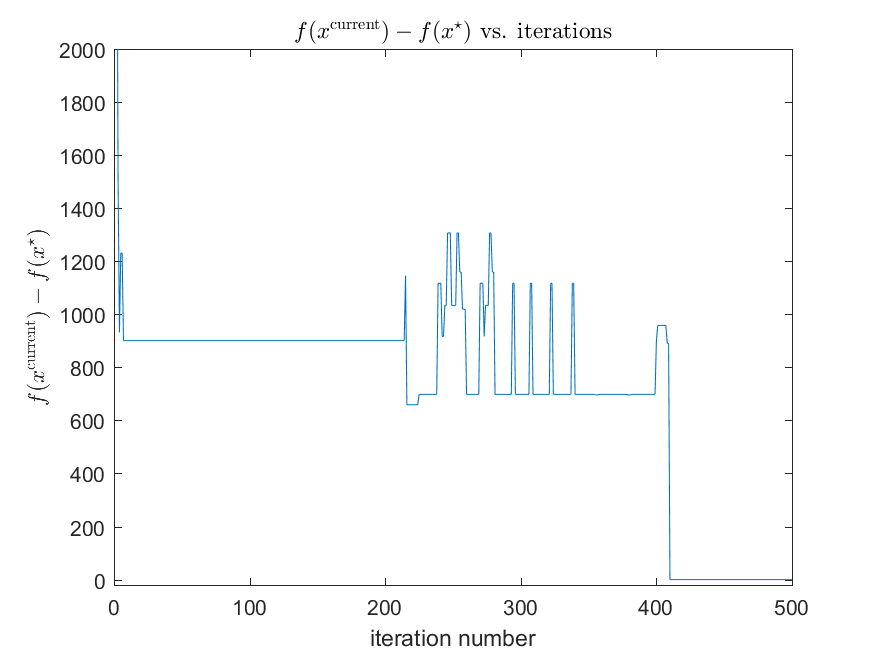 f(x^current) − f(x^⋆) vs. iterations
2000
1800
1600
1400
1200
1000
800
600
400
200
0
f(x^current) − f(x^⋆)
0 100 200 300 400 500
iteration number